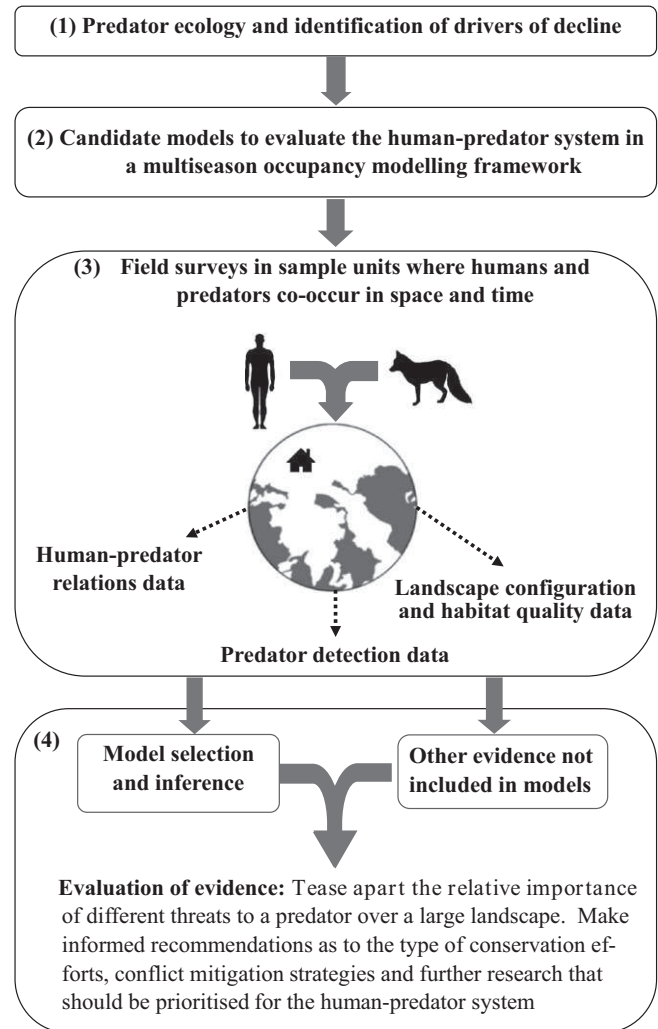 (1) Predator ecology and identification of drivers of decline
(2) Candidate models to evaluate the human-predator system in
a multiseason occupancy modelling framework
(3) Field surveys in sample units where humans and
predators co-occur in space and time
Human-predator
relations data
Landscape configuration
and habitat quality data
Predator detection data
(4)
Model selection
and inference
Other evidence not
included in models
Evaluation of evidence: Tease apart the relative importance
of different threats to a predator over a large landscape. Make
informed recommendations as to the type of conservation ef-
forts, conflict mitigation strategies and further research that
should be prioritised for the human-predator system